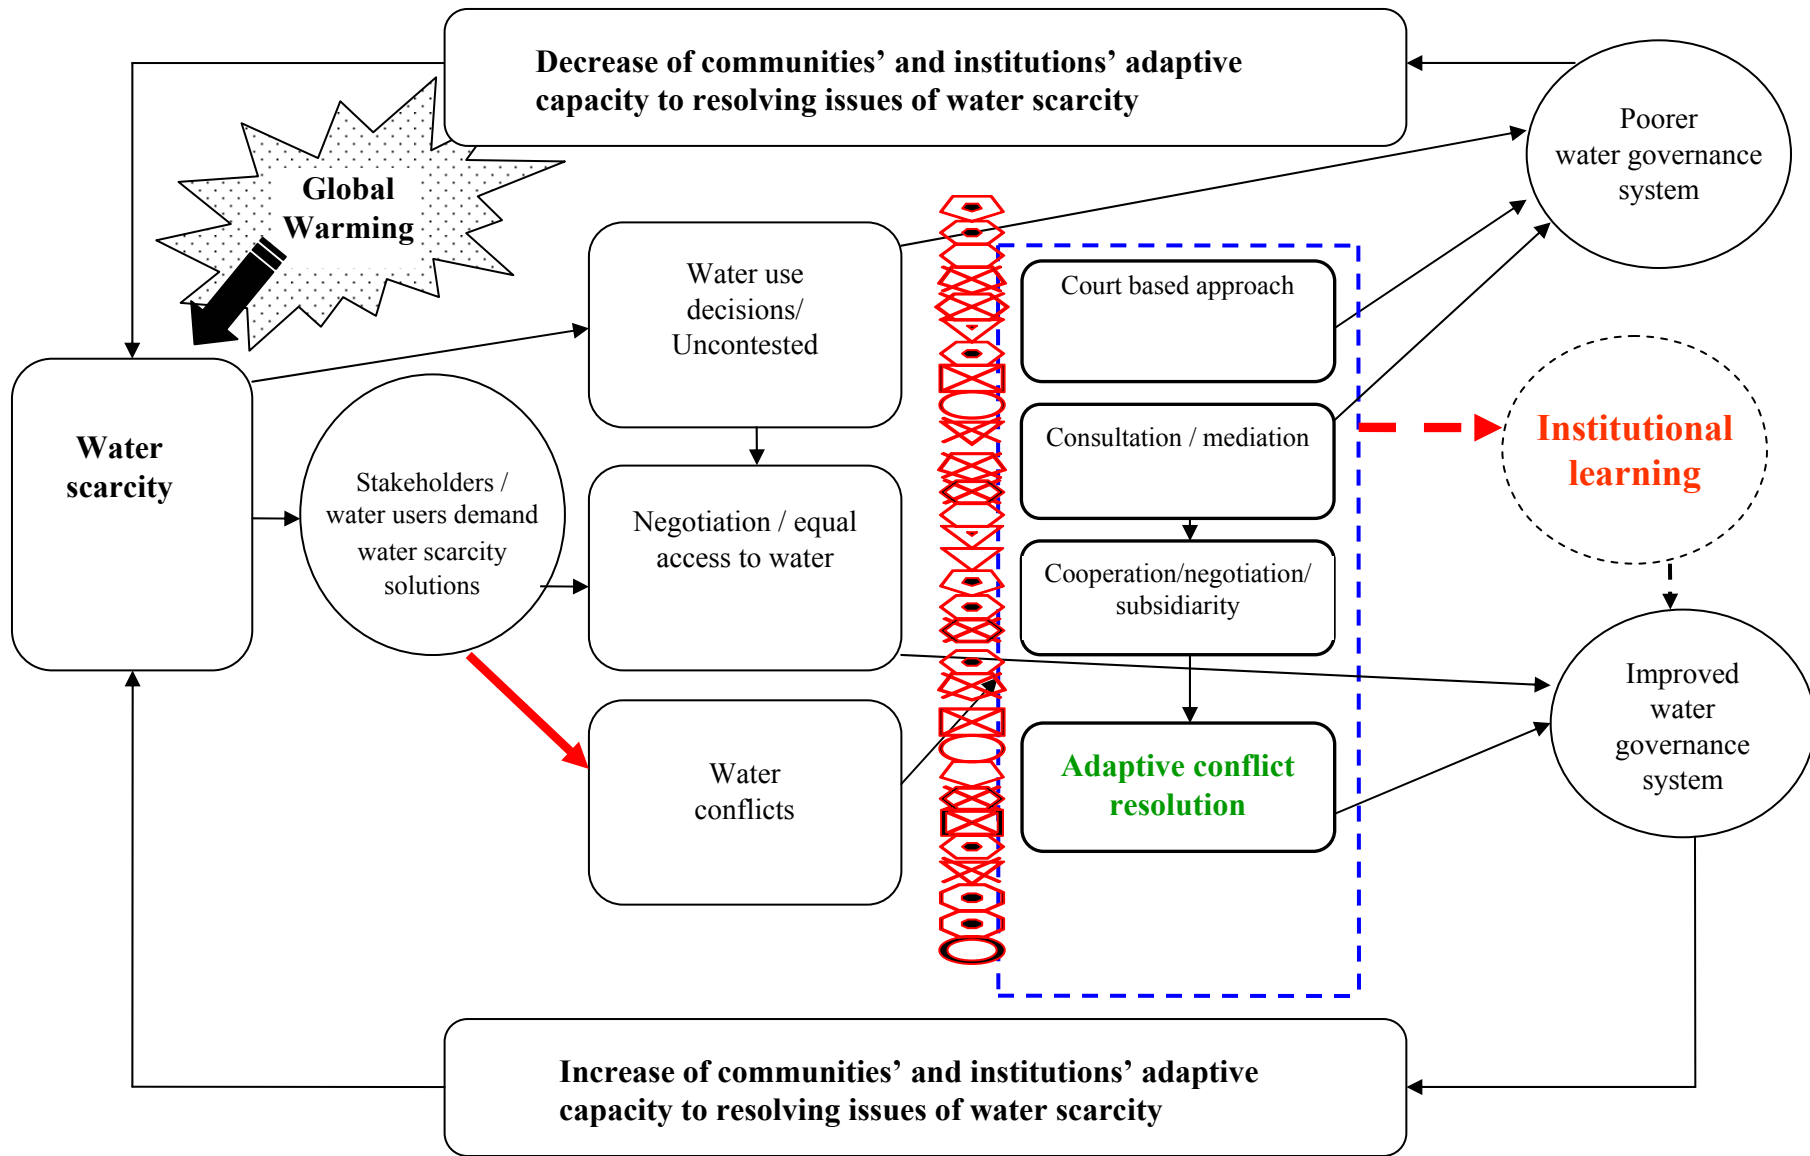 Decrease of communities’ and institutions’ adaptive
capacity to resolving issues of water scarcity
Poorer
water governance
system
Global
Warming
Water use
decisions/
Uncontested
Court based approach
Water
scarcity
Stakeholders /
water users demand
water scarcity
solutions
Negotiation / equal
access to water
Consultation / mediation
Institutional
learning
Cooperation/negotiation/
subsidiarity
Water
conflicts
Adaptive conflict
resolution
Improved
water
governance
system
Increase of communities’ and institutions’ adaptive
capacity to resolving issues of water scarcity